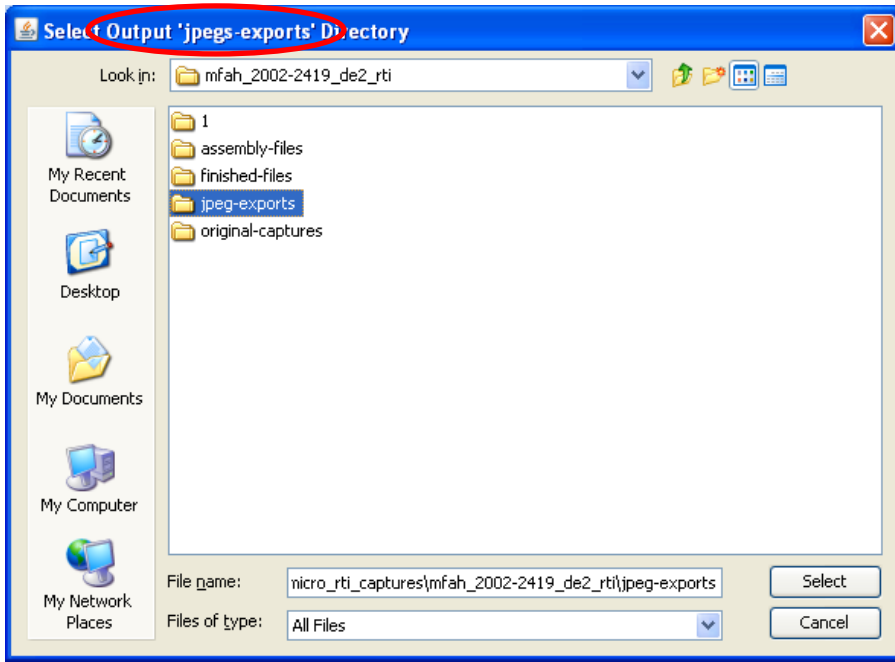 Select Output 'jpegs-exports' Directory
Look in: mfah_2002-2419_de2_rti
My Recent
Documents
Desktop
My Documents
My Computer
My Network
Places
1
assembly-files
finished-files
jpeg-exports
original-captures
File name: nicro_rti_captures\mfah_2002-2419_de2_rti\jpeg-exports
Select
Files of type: All Files
Cancel